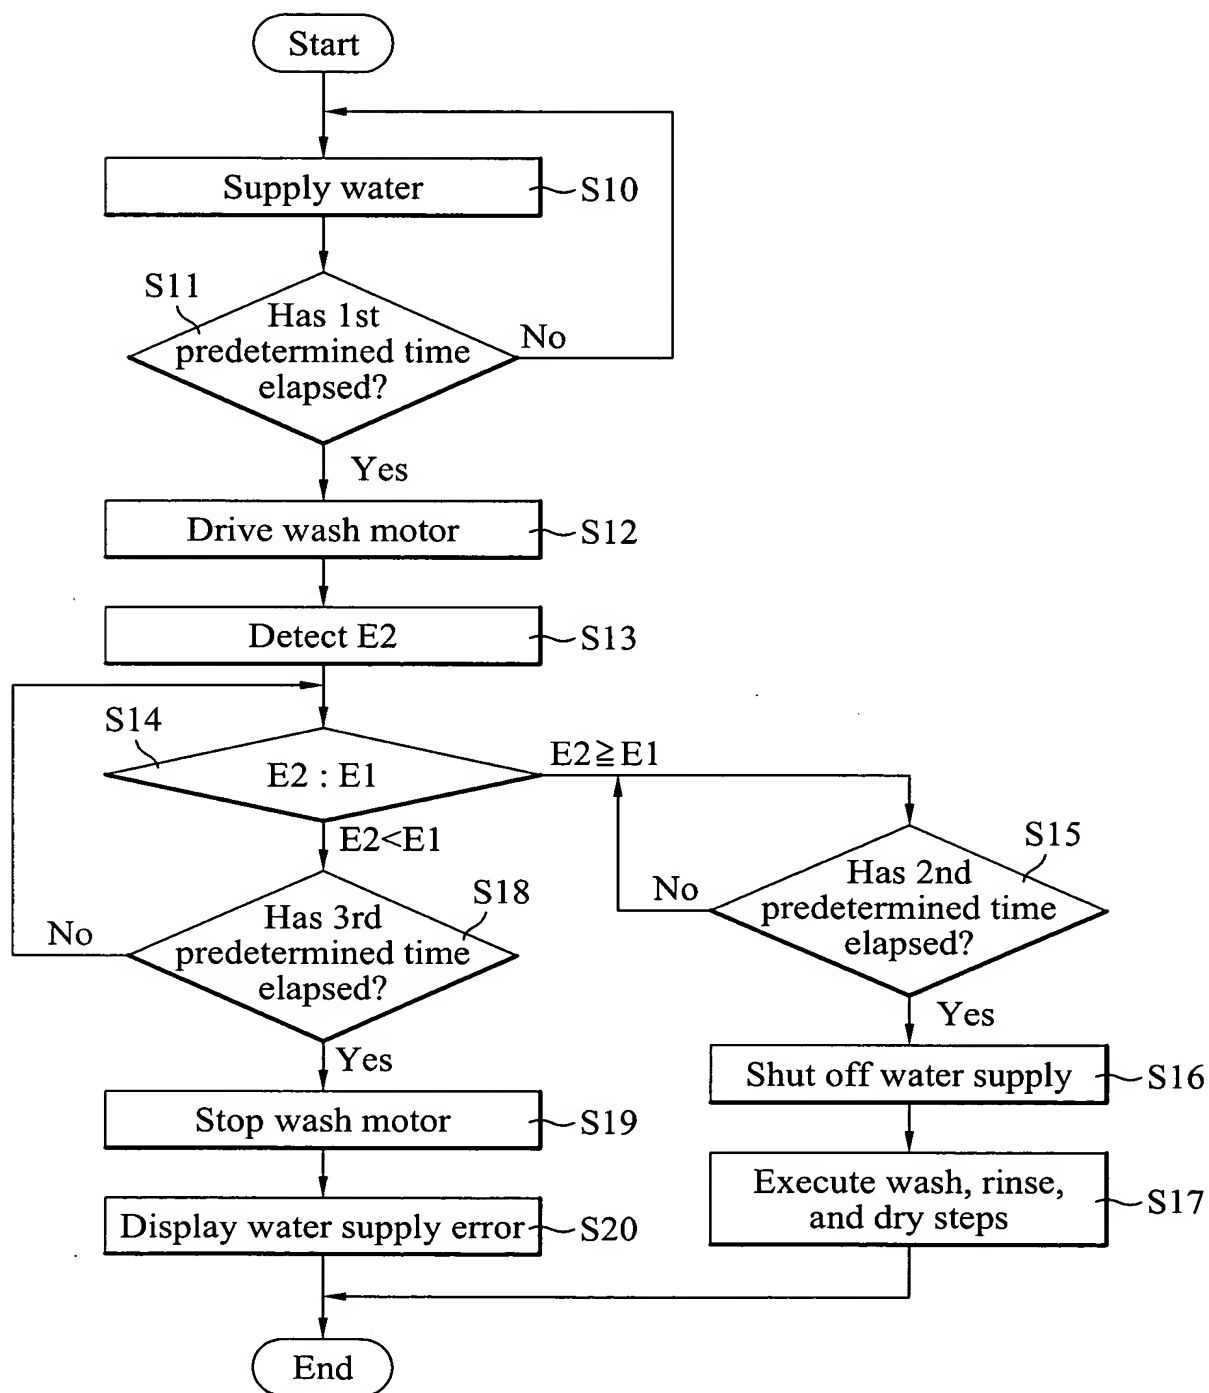 Start
Supply water
S10
S11
Has 1st
predetermined time
elapsed?
No
Yes
Drive wash motor
S12
Detect E2
S13
S14
E2 : E1
E2≧E1
E2<E1
S15
Has 2nd
predetermined time
elapsed?
No
Yes
S18
Has 3rd
predetermined time
elapsed?
No
Yes
Shut off water supply
S16
Stop wash motor
S19
Execute wash, rinse,
and dry steps
S17
Display water supply error
S20
End